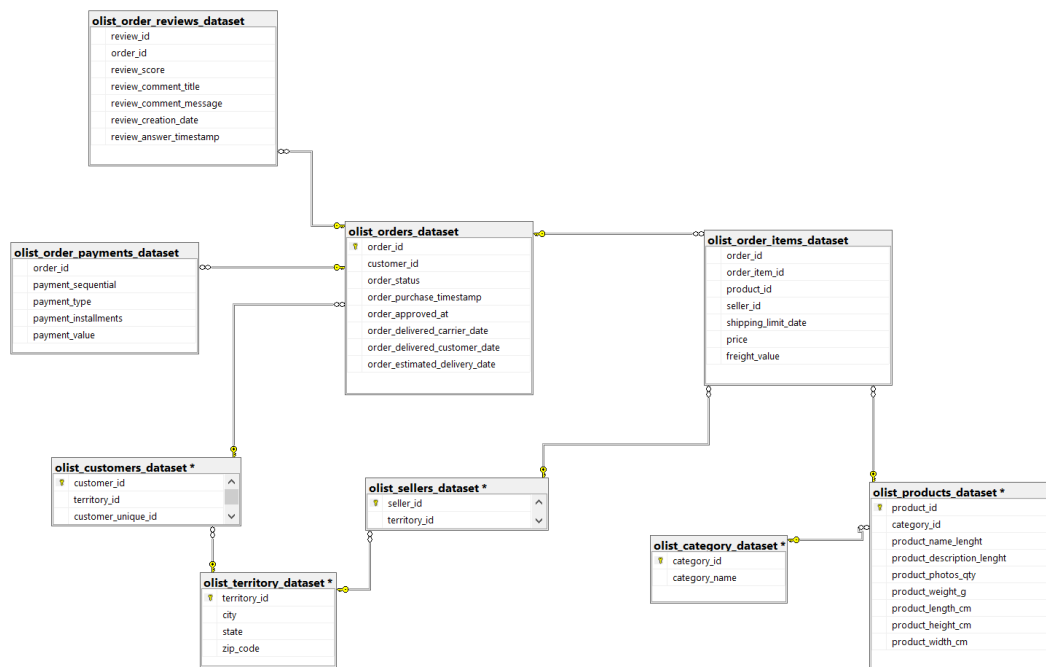 olist_order_reviews_dataset
review_id
order_id
review_score
review_comment_title
review_comment_message
review_creation_date
review_answer_timestamp
olist_orders_dataset
order_id
customer_id
order_status
order_purchase_timestamp
order_approved_at
order_delivered_carrier_date
order_delivered_customer_date
order_estimated_delivery_date
olist_order_items_dataset
order_id
order_item_id
product_id
seller_id
shipping_limit_date
price
freight_value
olist_order_payments_dataset
order_id
payment_sequential
payment_type
payment_installments
payment_value
olist_customers_dataset *
customer_id
territory_id
customer_unique_id
olist_sellers_dataset *
seller_id
territory_id
olist_products_dataset *
product_id
category_id
product_name_lenght
product_description_lenght
product_photos_qty
product_weight_g
product_length_cm
product_height_cm
product_width_cm
olist_category_dataset *
category_id
category_name
olist_territory_dataset *
territory_id
city
state
zip_code